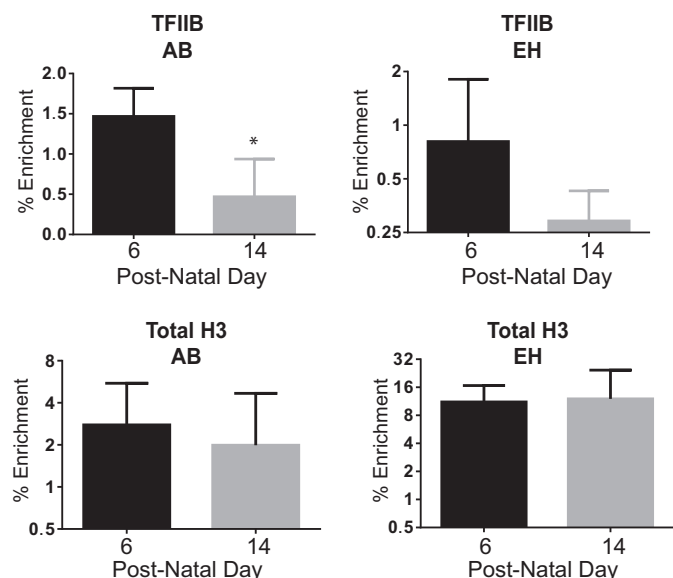 TFIIB
AB
% Enrichment
2.0
1.5
1.0
0.5
0.0
*
6
14
Post-Natal Day
TFIIB
EH
% Enrichment
2
1
0.5
0.25
6
14
Post-Natal Day
Total H3
AB
% Enrichment
8
4
2
1
0.5
6
14
Post-Natal Day
Total H3
EH
% Enrichment
32
16
8
4
2
1
0.5
6
14
Post-Natal Day